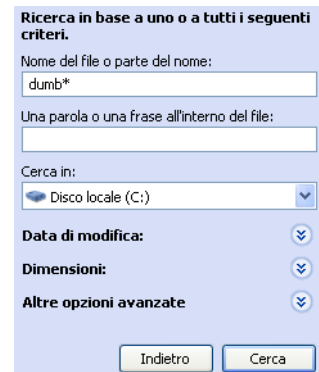 Ricerca in base a uno o a tutti i seguenti
criteri.
Nome del file o parte del nome:
dumb*
Una parola o una frase all'interno del file:
Cerca in:
Disco locale (C:)
Data di modifica:
Dimensioni:
Altre opzioni avanzate
Indietro
Cerca